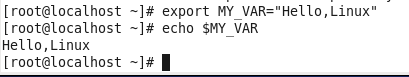 [root@localhost ~]# export MY_VAR="Hello,Linux"
[root@localhost ~]# echo $MY_VAR
Hello,Linux
[root@localhost ~]#